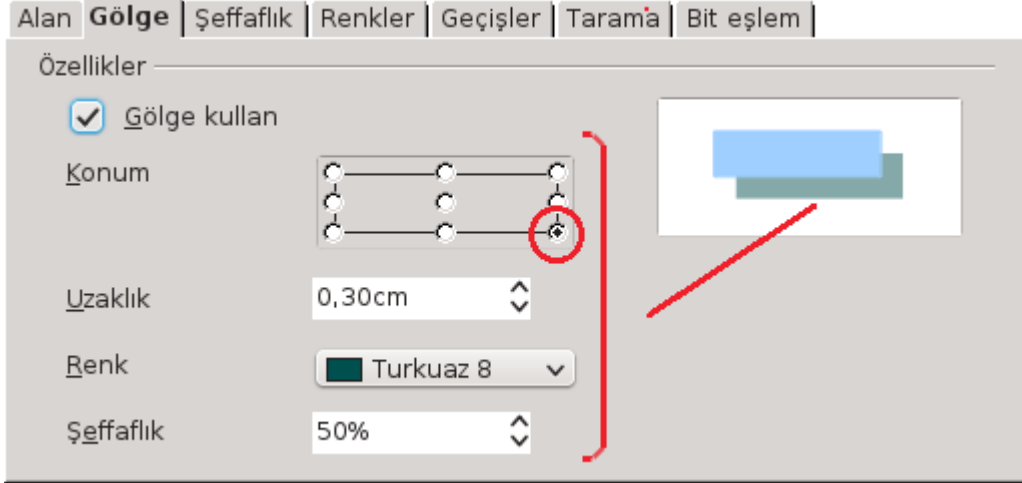 Alan Gölge Şeffaflık Renkler Geçişler Tarama Bit eşlem
Özellikler
Gölge kullan
Konum
Uzaklık 0,30cm
Renk Turkuaz 8
Şeffaflık 50%